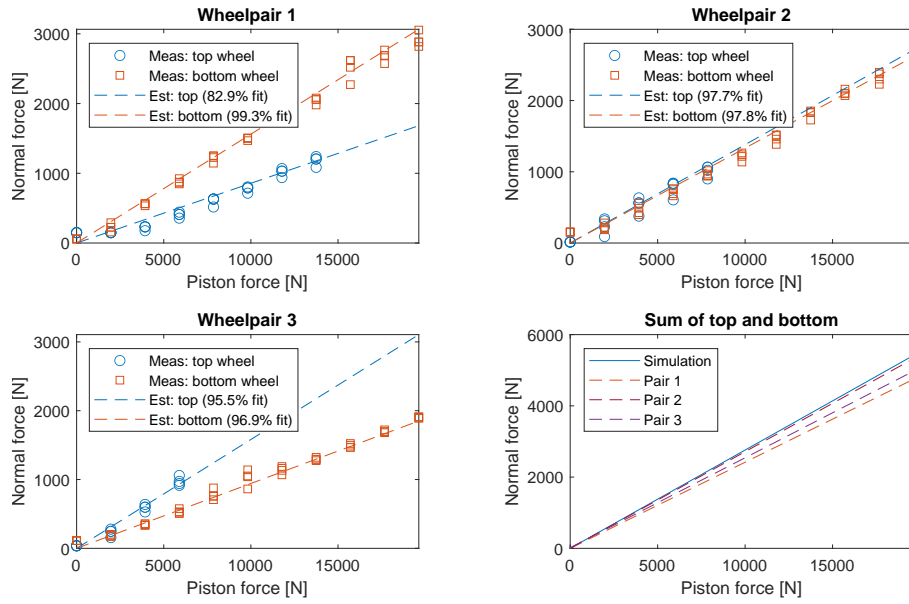 Wheelpair 1
3000
2000
1000
0
Normal force [N]
Meas: top wheel
Meas: bottom wheel
Est: top (82.9% fit)
Est: bottom (99.3% fit)
0 5000 10000 15000
Piston force [N]
Wheelpair 2
3000
2000
1000
0
Normal force [N]
Meas: top wheel
Meas: bottom wheel
Est: top (97.7% fit)
Est: bottom (97.8% fit)
0 5000 10000 15000
Piston force [N]
Wheelpair 3
3000
2000
1000
0
Normal force [N]
Meas: top wheel
Meas: bottom wheel
Est: top (95.5% fit)
Est: bottom (96.9% fit)
0 5000 10000 15000
Piston force [N]
Sum of top and bottom
6000
4000
2000
0
Normal force [N]
Simulation
Pair 1
Pair 2
Pair 3
0 5000 10000 15000
Piston force [N]